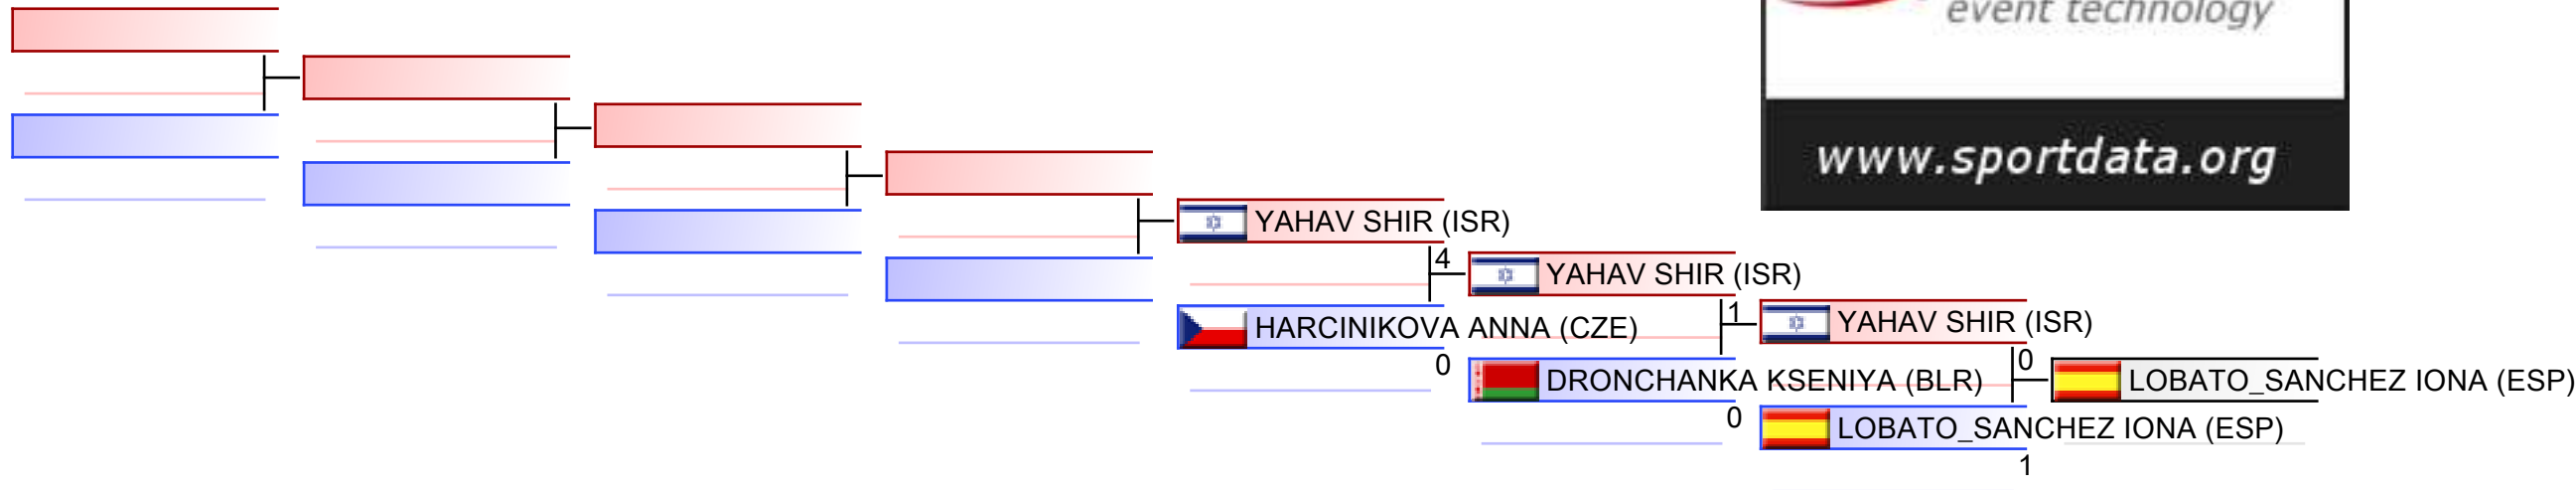 event technology
www.sportdata.org
YAHAV SHIR (ISR)
4
YAHAV SHIR (ISR)
HARCINIKOVA ANNA (CZE)
0
1
YAHAV SHIR (ISR)
DRONCHANKA KSENIYA (BLR)
0
0
LOBATO_SANCHEZ IONA (ESP)
LOBATO_SANCHEZ IONA (ESP)
1